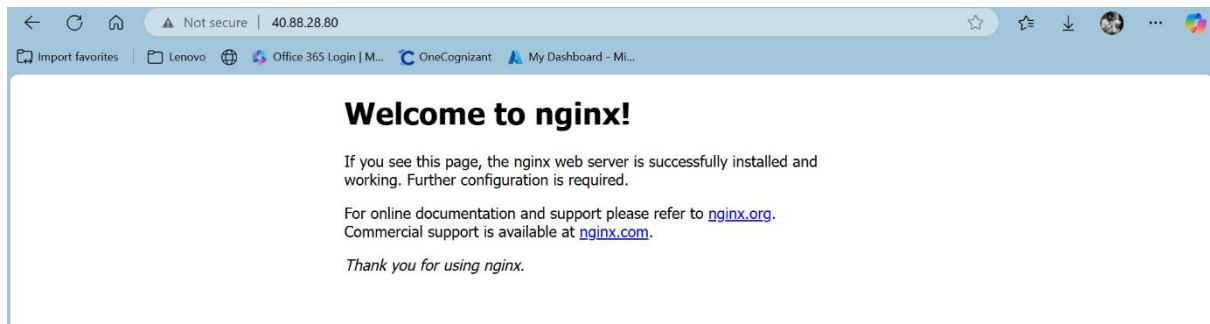 Not secure 40.88.28.80
Import favorites Lenovo Office 365 Login | M... OneCognizant My Dashboard - Mi...
Welcome to nginx!
If you see this page, the nginx web server is successfully installed and
working. Further configuration is required.
For online documentation and support please refer to nginx.org.
Commercial support is available at nginx.com.
Thank you for using nginx.